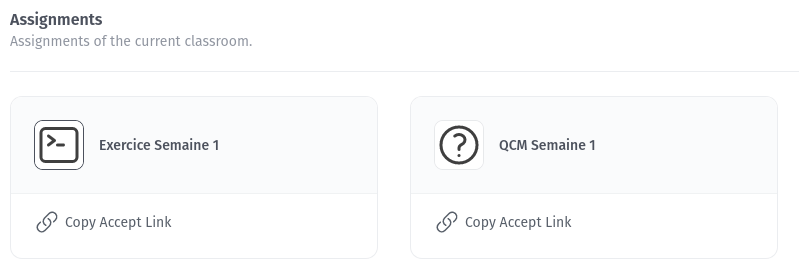 Assignments
Assignments of the current classroom.
Exercice Semaine 1
QCM Semaine 1
Copy Accept Link
Copy Accept Link